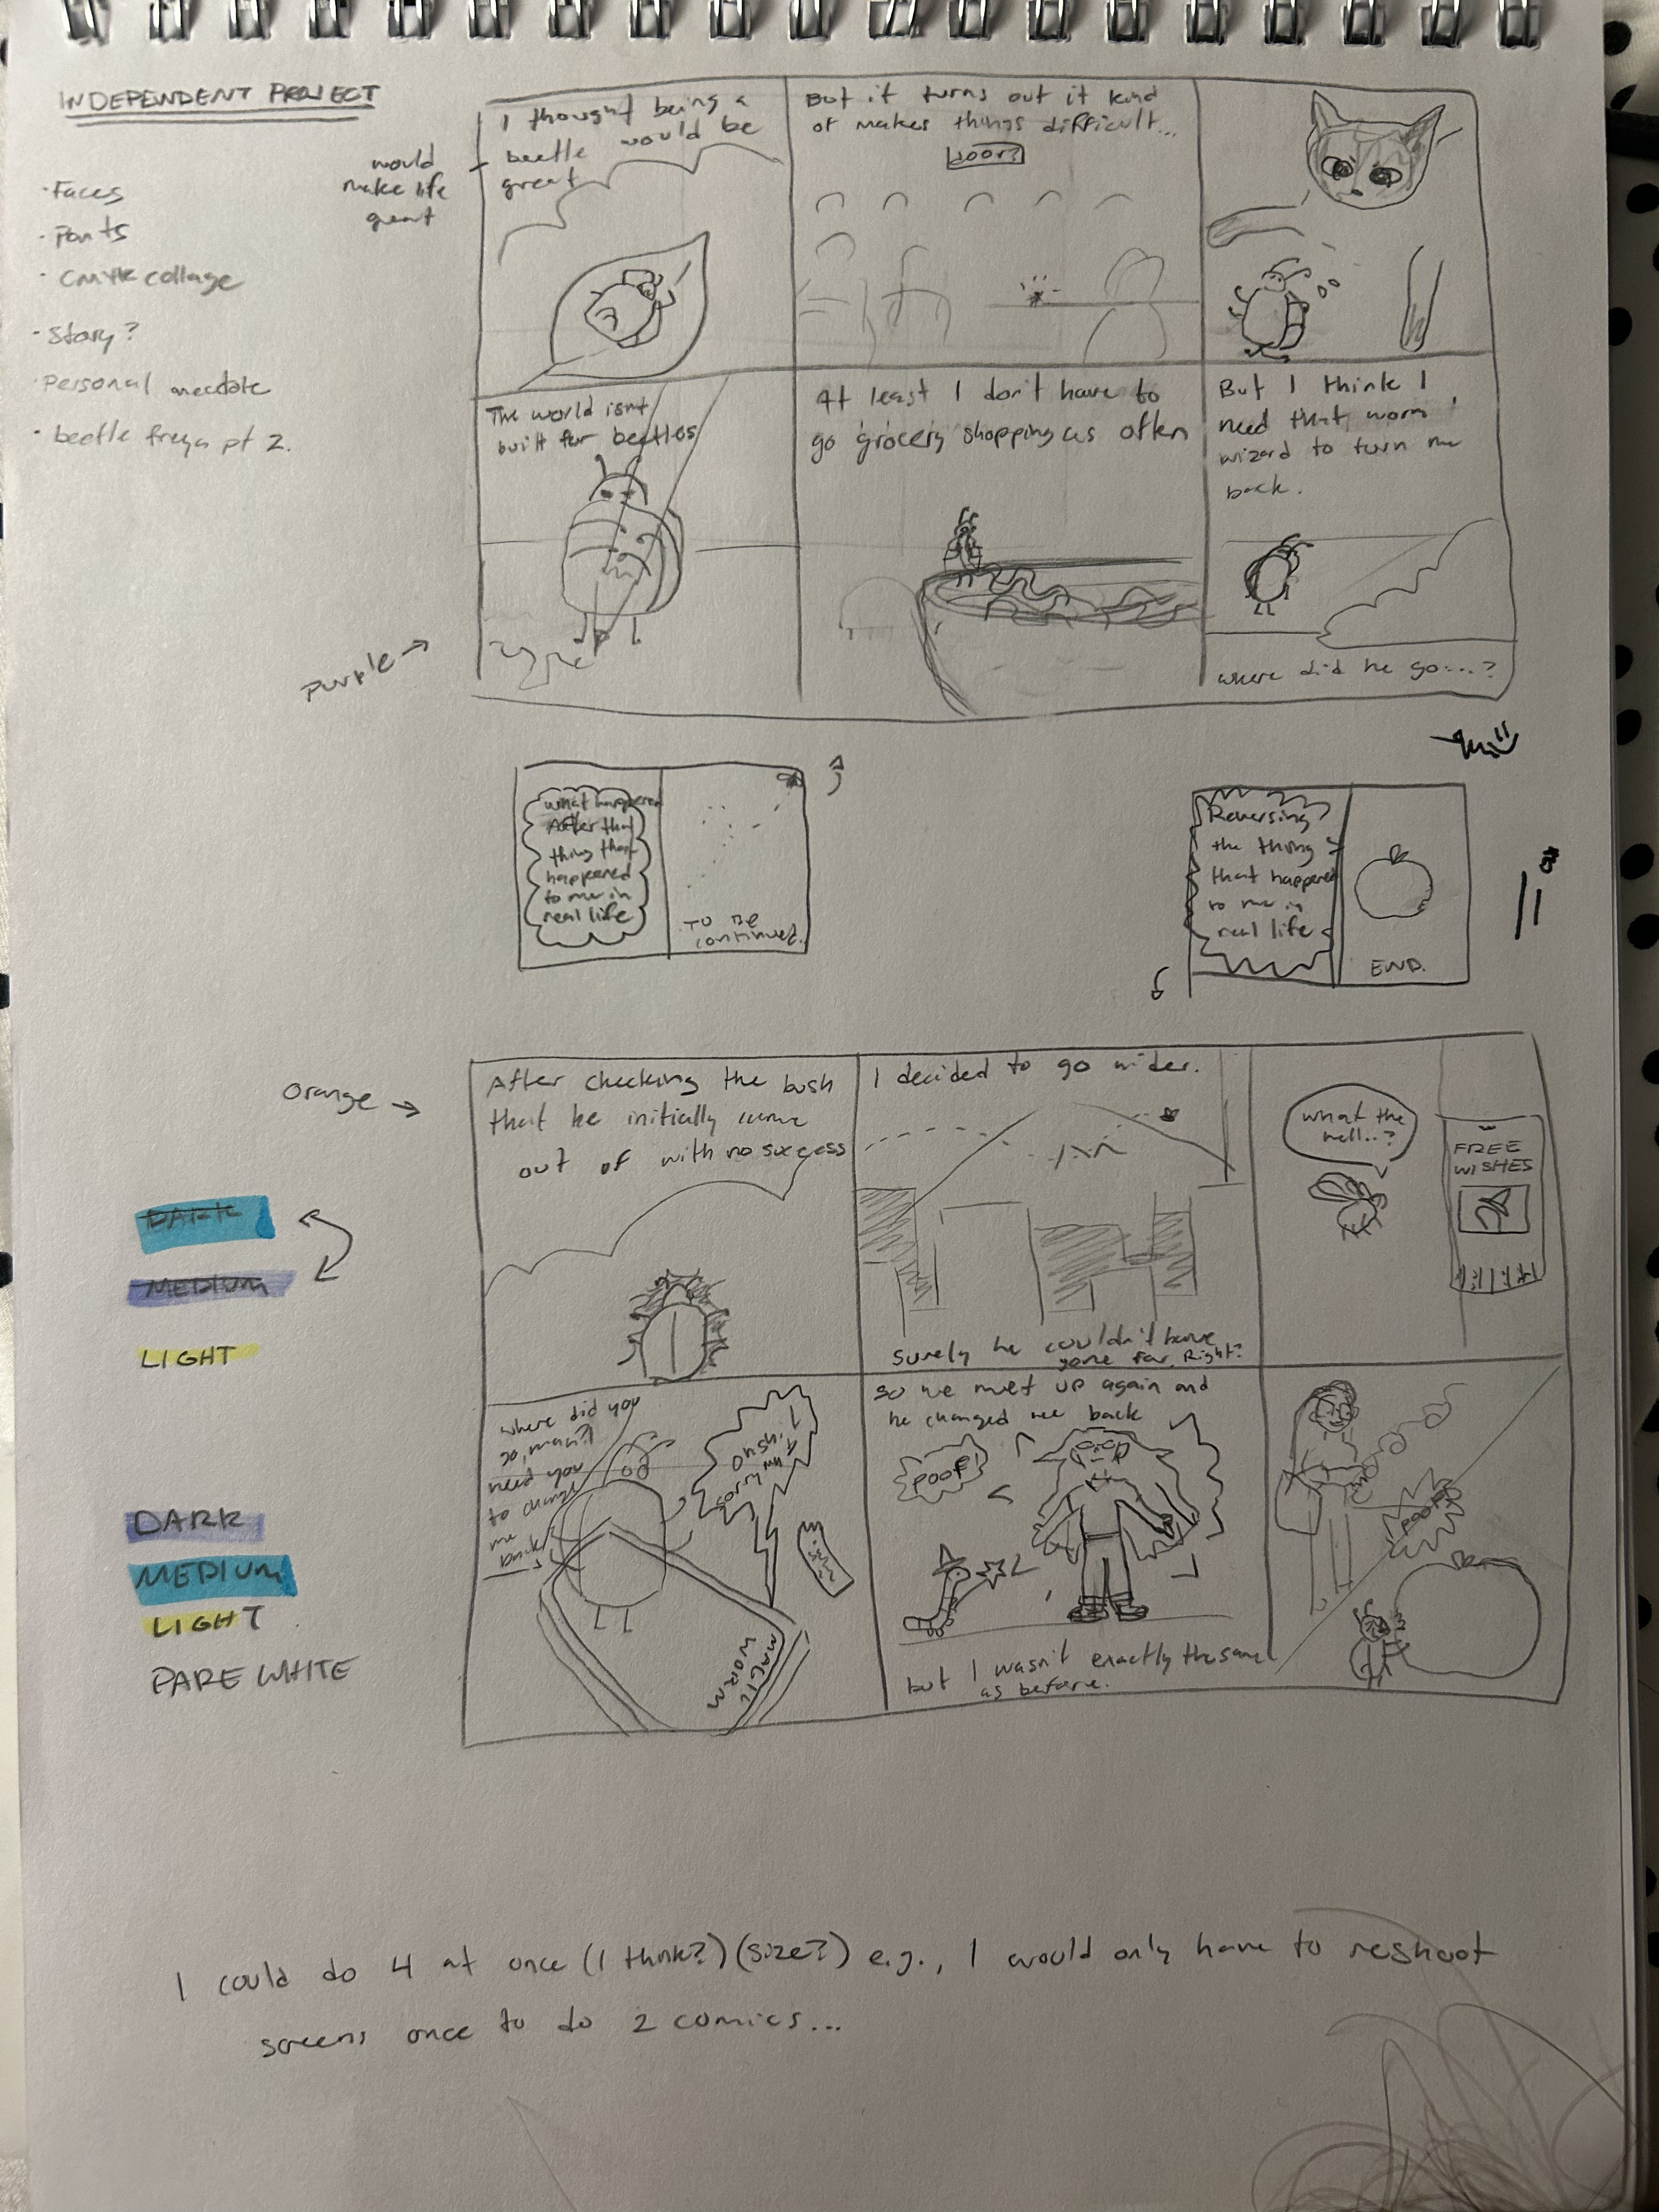 INDEPENDENT PROJECT
· Faces
· Pants
· CMYK collage
· Story?
· personal anecdote
· beetle freya pt 2.
would
make life
great
I thought being a
beetle would be
great
But it turns out it kind
of makes things difficult...
DOOR?
The world isnt
built for beetles
At least I don't have to
go grocery shopping as often
But I think I
need that worm
wizard to turn me
back.
where did he go....?
purple →
what happened
After that
thing that
happened
to me in
real life
TO BE
continued.
Reversing
the thing
that happened
to me in
real life
END.
Orange →
After checking the bush
that he initially came
out of with no success
I decided to go wider.
Surely he couldn't have
gone far, Right?
what the
hell..?
FREE
WISHES
DARK
MEDIUM
LIGHT
where did you
go, man? I
need you
to change
me
back!
MAGIC
WORM
So we met up again and
he changed me back
POOF!
but I wasn't exactly the same
as before.
POOF!
DARK
MEDIUM
LIGHT
PARE WHITE
I could do 4 at once (I think?) (size?) e.g., I would only have to reshoot
screens once to do 2 comics...